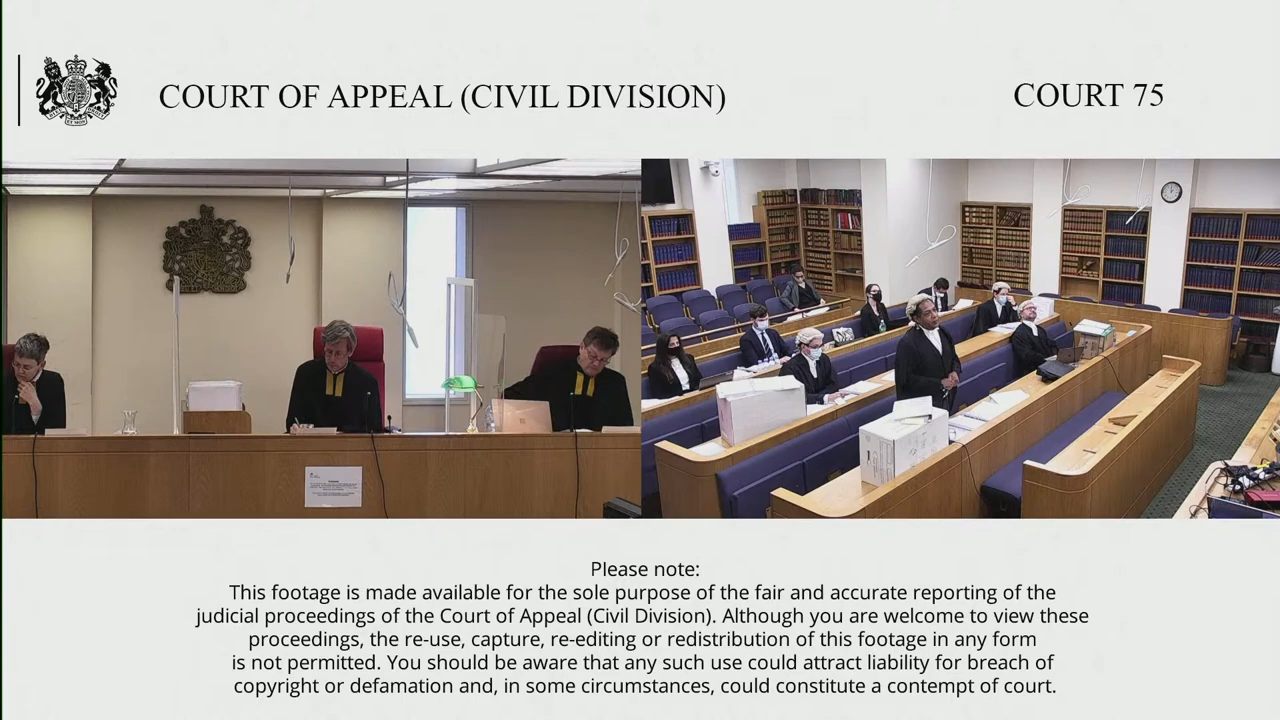 COURT OF APPEAL (CIVIL DIVISION)
COURT 75
Please note:
This footage is made available for the sole purpose of the fair and accurate reporting of the
judicial proceedings of the Court of Appeal (Civil Division). Although you are welcome to view these
proceedings, the re-use, capture, re-editing or redistribution of this footage in any form
is not permitted. You should be aware that any such use could attract liability for breach of
copyright or defamation and, in some circumstances, could constitute a contempt of court.